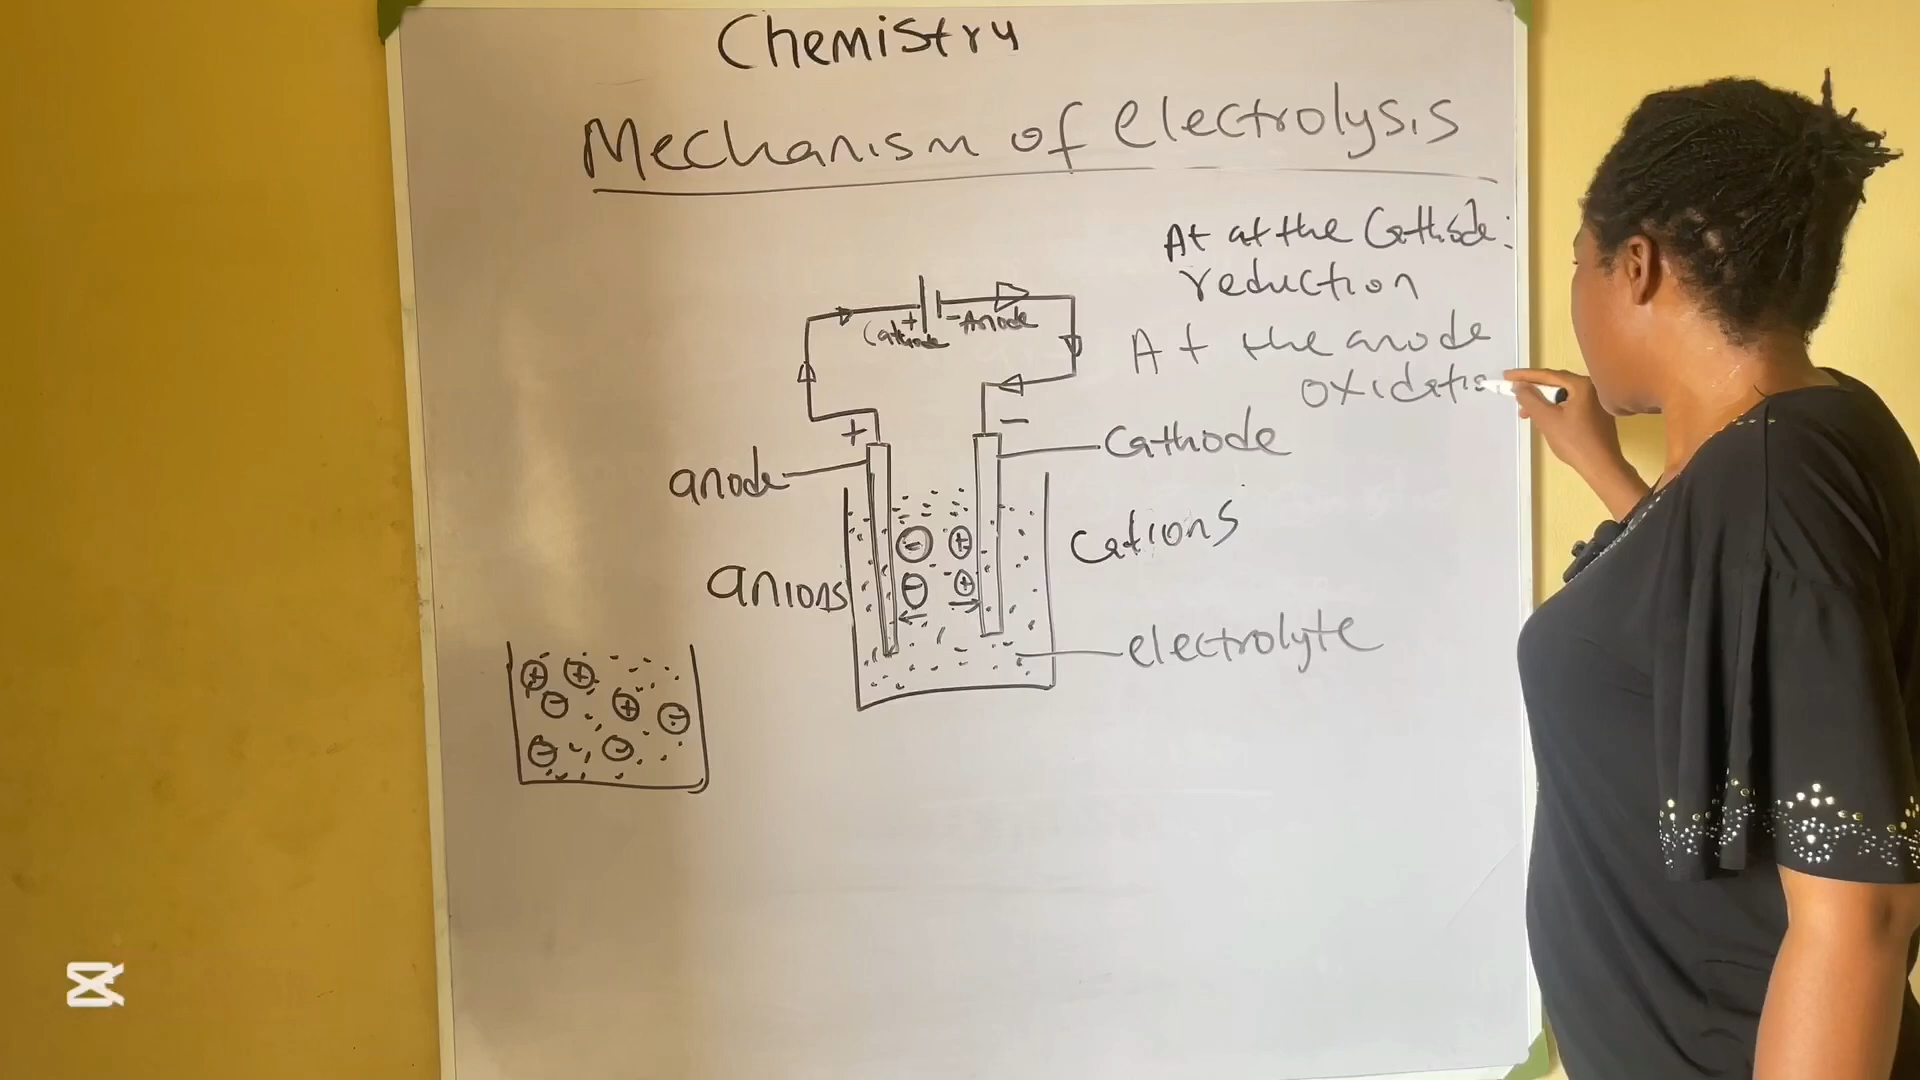 Chemistry
Mechanism of electrolysis
At at the Cathode:
reduction
At the anode
oxidatio
+ -
Cathode Anode
+ -
anode
Cathode
anions
Cations
electrolyte